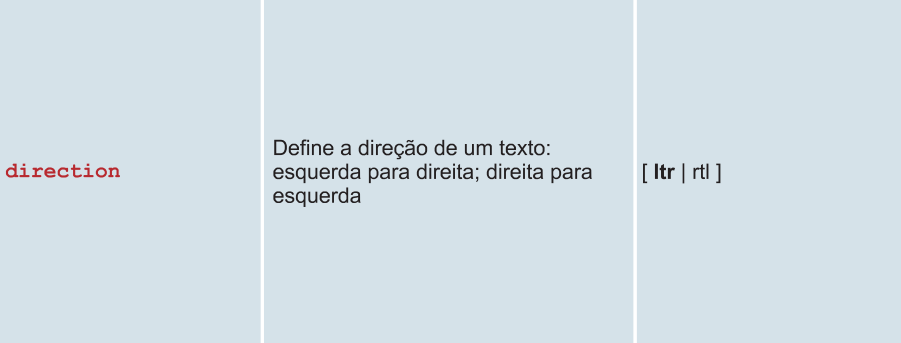 direction
Define a direção de um texto:
esquerda para direita; direita para
esquerda
[ ltr | rtl ]